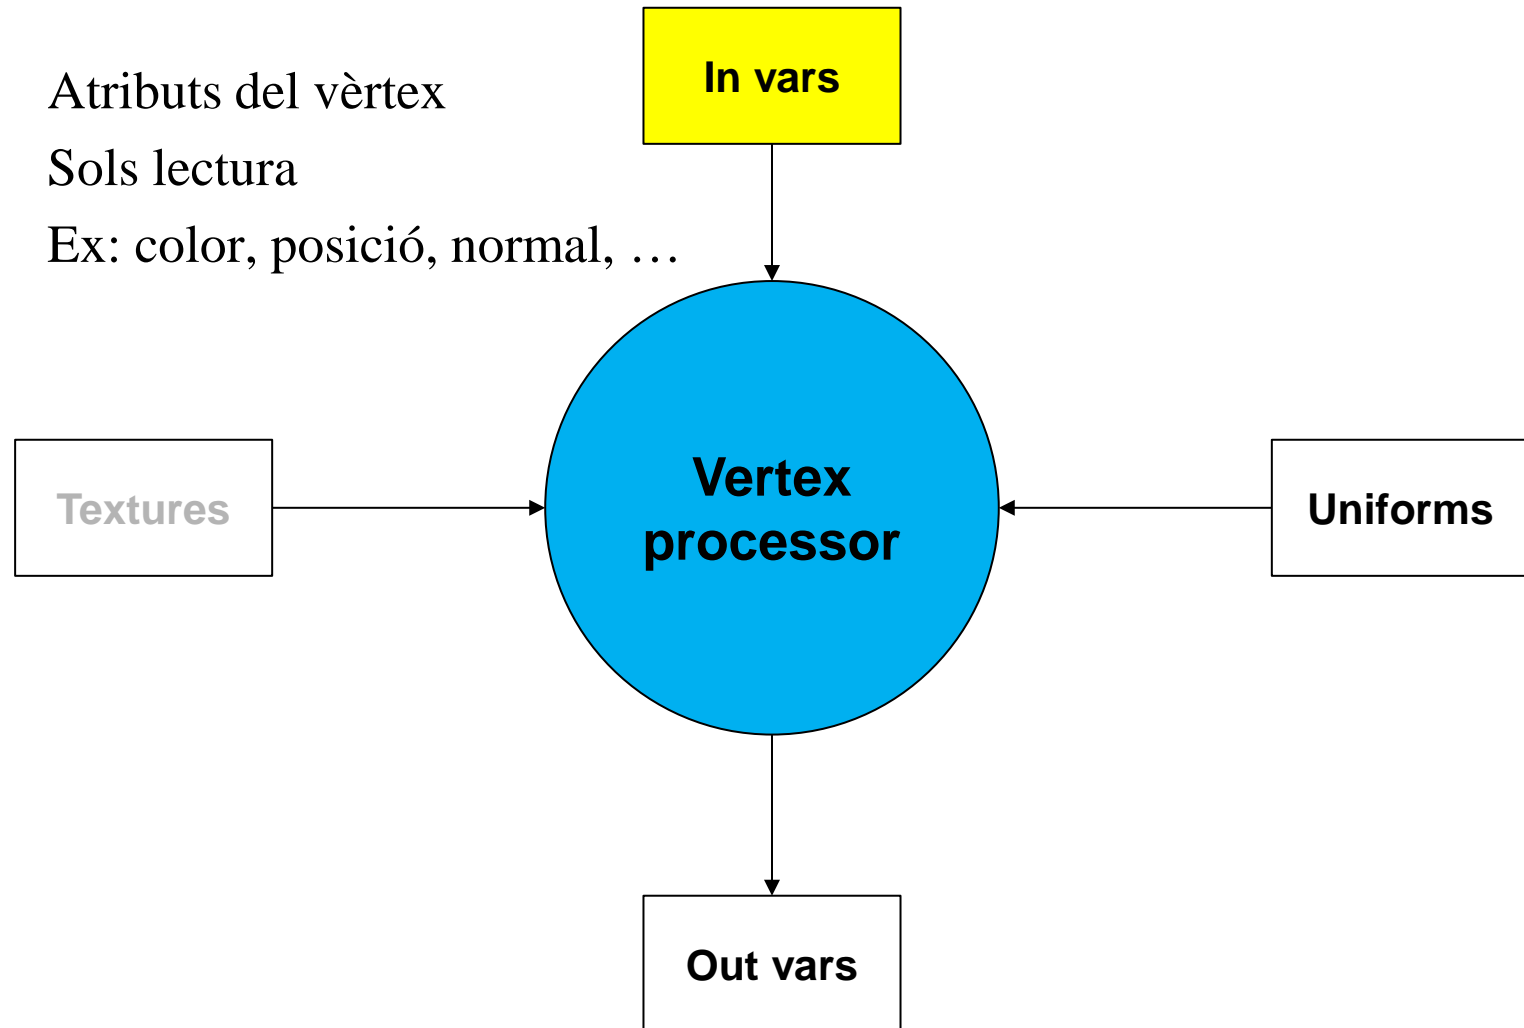 In vars
Atributs del vèrtex
Sols lectura
Ex: color, posició, normal, …
Textures
Vertex
processor
Uniforms
Out vars